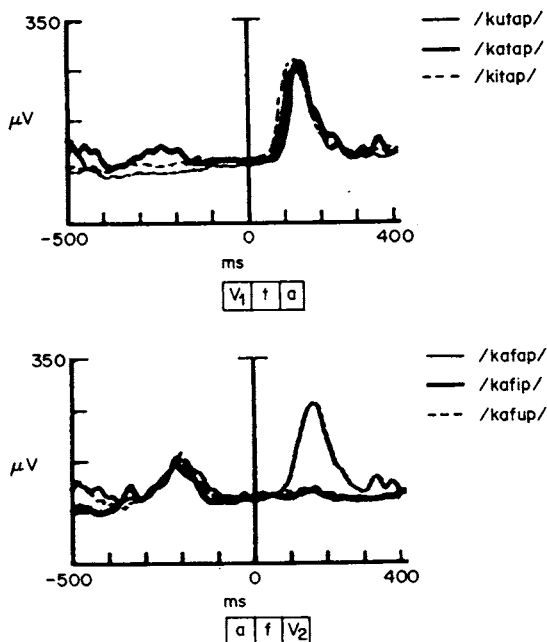 350
μV
-500 0 400
ms
V₁ t a
/kutap/
/katap/
/kitap/
350
μV
-500 0 400
ms
a f V₂
/kafap/
/kafip/
/kafup/